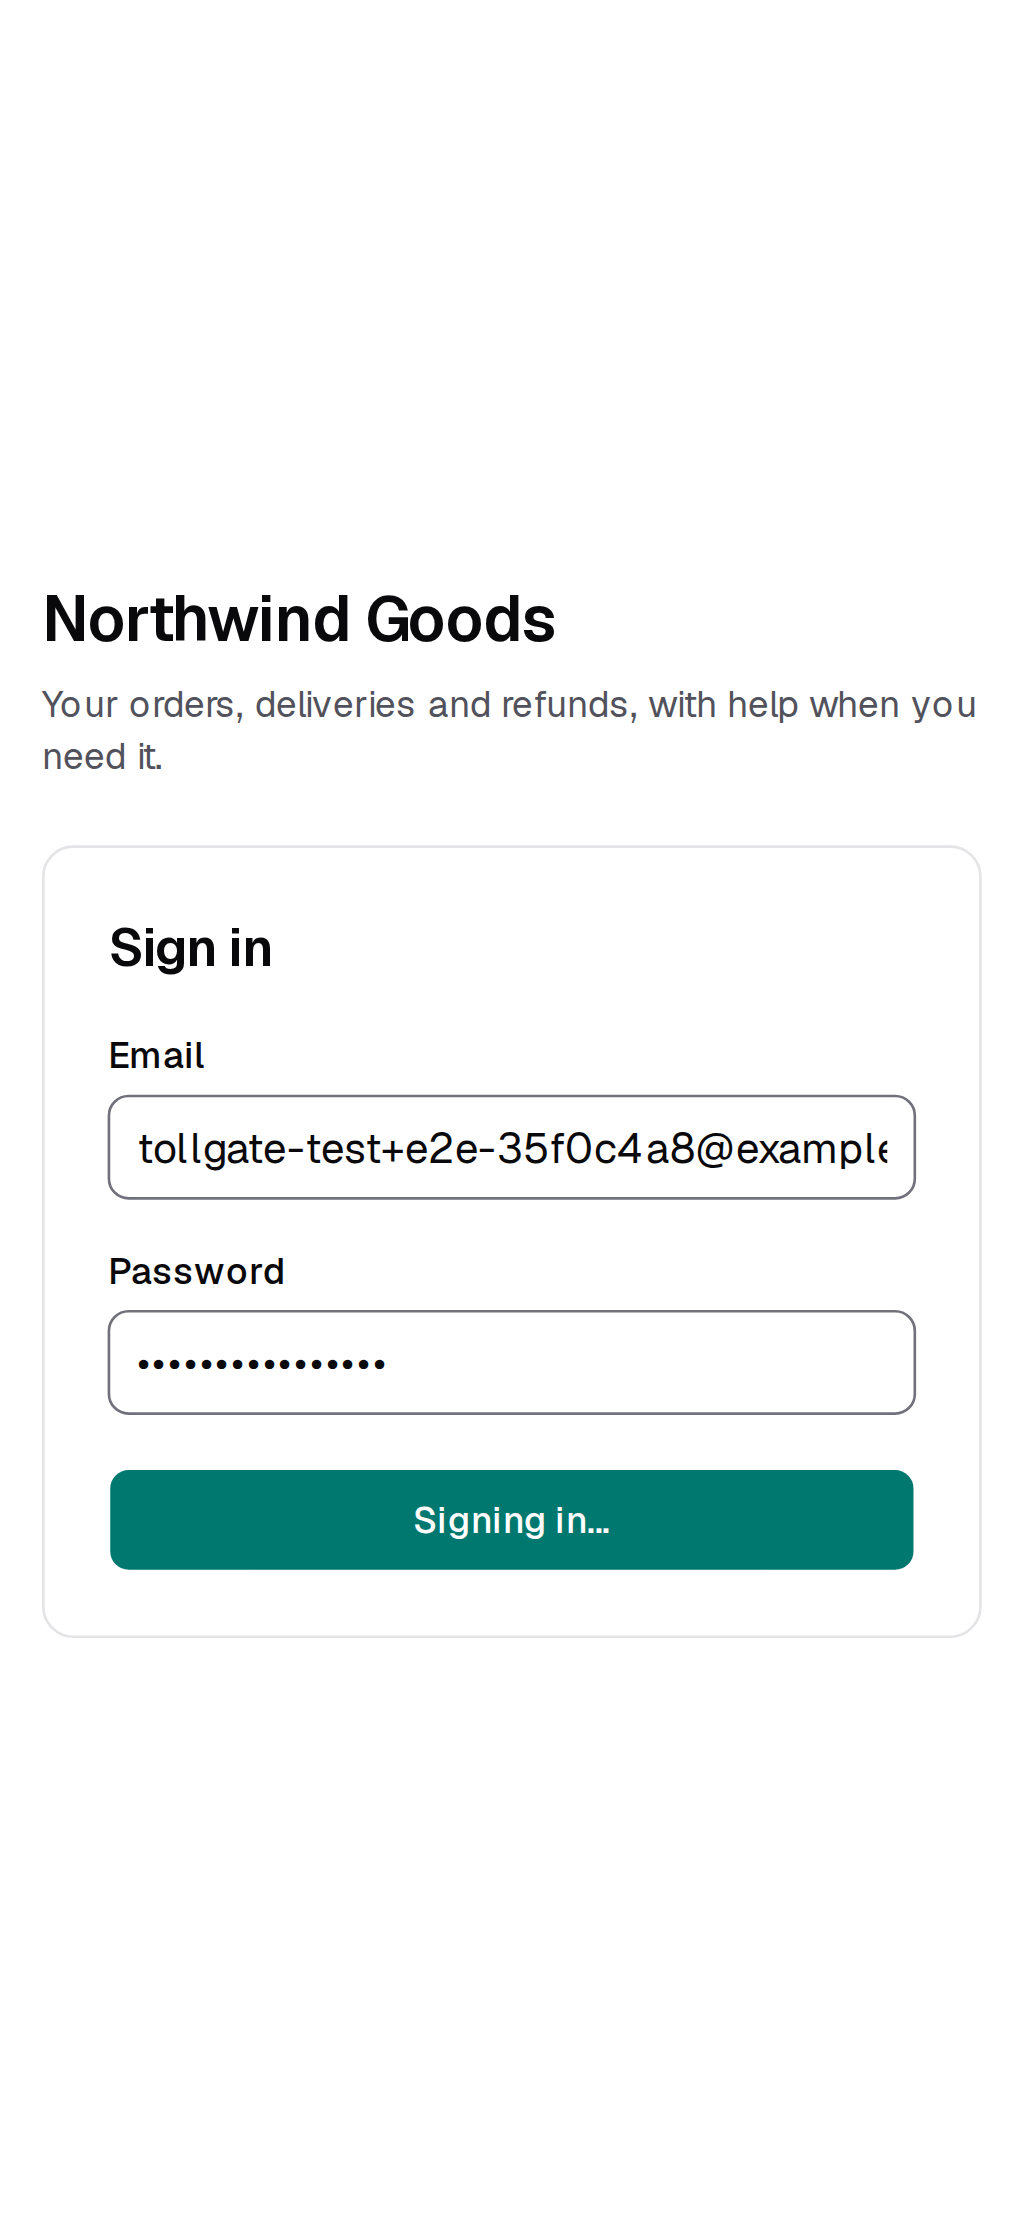 Northwind Goods
Your orders, deliveries and refunds, with help when you
need it.
Sign in
Email
tollgate-test+e2e-35f0c4a8@example
Password
••••••••••••••••
Signing in...